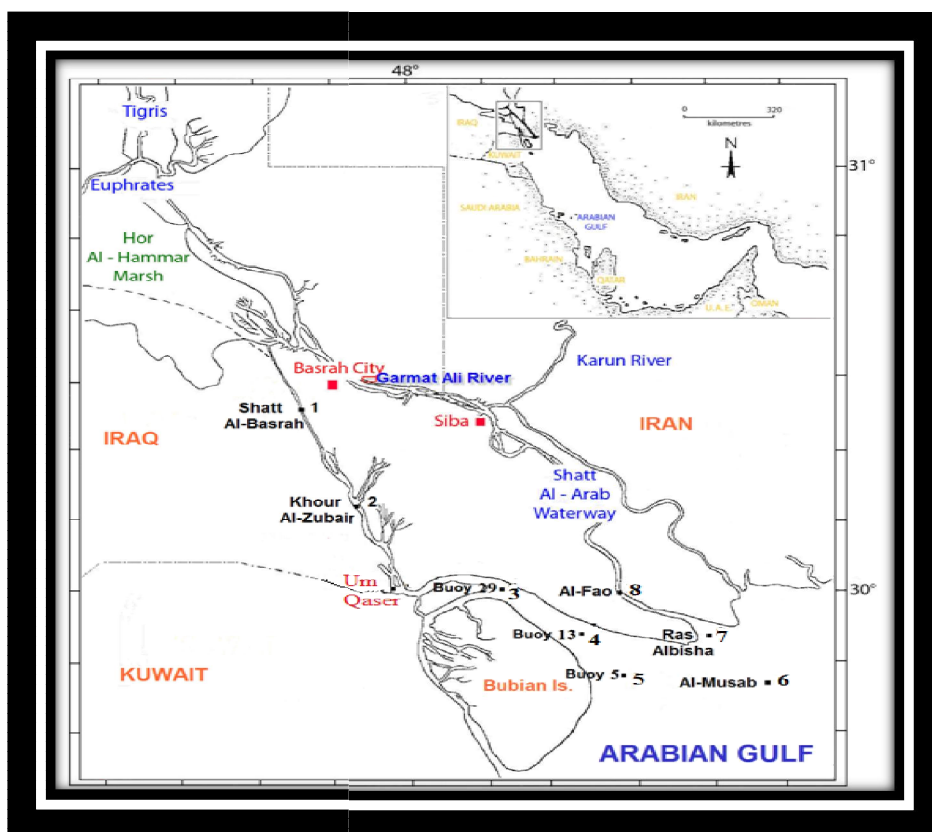 48°
Tigris
Euphrates
Hor
Al - Hammar
Marsh
0 320
kilometres
N
IRAQ
KUWAIT
SAUDI ARABIA
IRAN
ARABIAN
GULF
BAHRAIN
QATAR
U.A.E.
OMAN
31°
Basrah City
Garmat Ali River
Karun River
Shatt
Al-Basrah
1
Siba
IRAQ
IRAN
Khour
Al-Zubair
2
Shatt
Al - Arab
Waterway
Um
Qaser
Buoy 29
3
Al-Fao
8
30°
Buoy 13
4
Ras
Albisha
7
KUWAIT
Bubian Is.
Buoy 5
5
Al-Musab
6
ARABIAN GULF